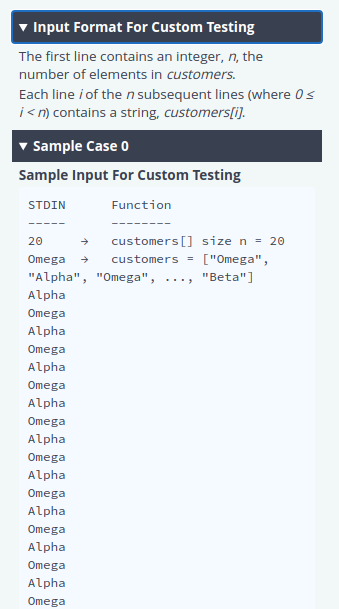 ▼ Input Format For Custom Testing
The first line contains an integer, n, the
number of elements in customers.
Each line i of the n subsequent lines (where 0 ≤
i < n) contains a string, customers[i].
▼ Sample Case 0
Sample Input For Custom Testing
STDIN Function
----- --------
20 → customers[] size n = 20
Omega → customers = ["Omega",
"Alpha", "Omega", ..., "Beta"]
Alpha
Omega
Alpha
Omega
Alpha
Omega
Alpha
Omega
Alpha
Omega
Alpha
Omega
Alpha
Omega
Alpha
Omega
Alpha
Omega